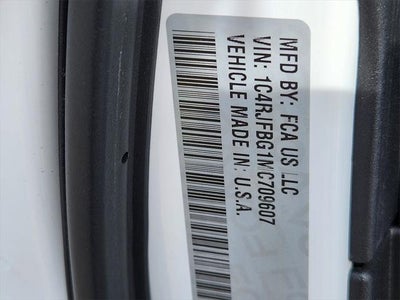 MFD BY: FCA US LLC
VIN: 1C4RJFBG1MC709607
VEHICLE MADE IN: U.S.A.